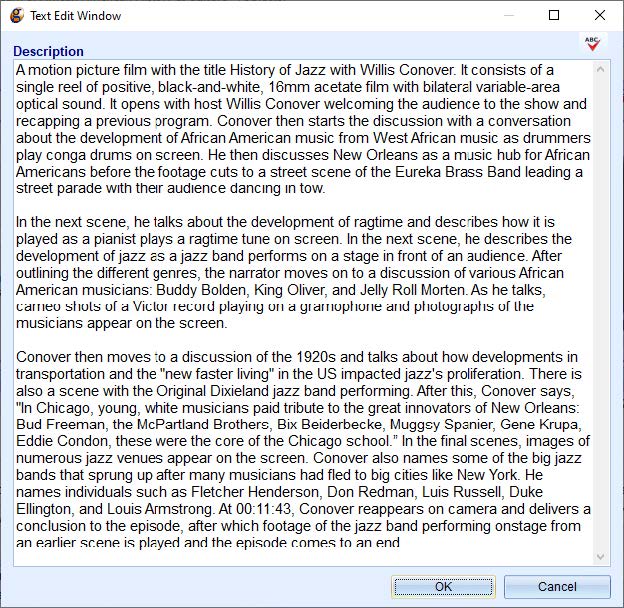 Text Edit Window
ABC
Description
A motion picture film with the title History of Jazz with Willis Conover. It consists of a
single reel of positive, black-and-white, 16mm acetate film with bilateral variable-area
optical sound. It opens with host Willis Conover welcoming the audience to the show and
recapping a previous program. Conover then starts the discussion with a conversation
about the development of African American music from West African music as drummers
play conga drums on screen. He then discusses New Orleans as a music hub for African
Americans before the footage cuts to a street scene of the Eureka Brass Band leading a
street parade with their audience dancing in tow.
In the next scene, he talks about the development of ragtime and describes how it is
played as a pianist plays a ragtime tune on screen. In the next scene, he describes the
development of jazz as a jazz band performs on a stage in front of an audience. After
outlining the different genres, the narrator moves on to a discussion of various African
American musicians: Buddy Bolden, King Oliver, and Jelly Roll Morten. As he talks,
cameo shots of a Victor record playing on a gramophone and photographs of the
musicians appear on the screen.
Conover then moves to a discussion of the 1920s and talks about how developments in
transportation and the "new faster living" in the US impacted jazz's proliferation. There is
also a scene with the Original Dixieland jazz band performing. After this, Conover says,
"In Chicago, young, white musicians paid tribute to the great innovators of New Orleans:
Bud Freeman, the McPartland Brothers, Bix Beiderbecke, Muggsy Spanier, Gene Krupa,
Eddie Condon, these were the core of the Chicago school.” In the final scenes, images of
numerous jazz venues appear on the screen. Conover also names some of the big jazz
bands that sprung up after many musicians had fled to big cities like New York. He
names individuals such as Fletcher Henderson, Don Redman, Luis Russell, Duke
Ellington, and Louis Armstrong. At 00:11:43, Conover reappears on camera and delivers a
conclusion to the episode, after which footage of the jazz band performing onstage from
an earlier scene is played and the episode comes to an end
OK
Cancel